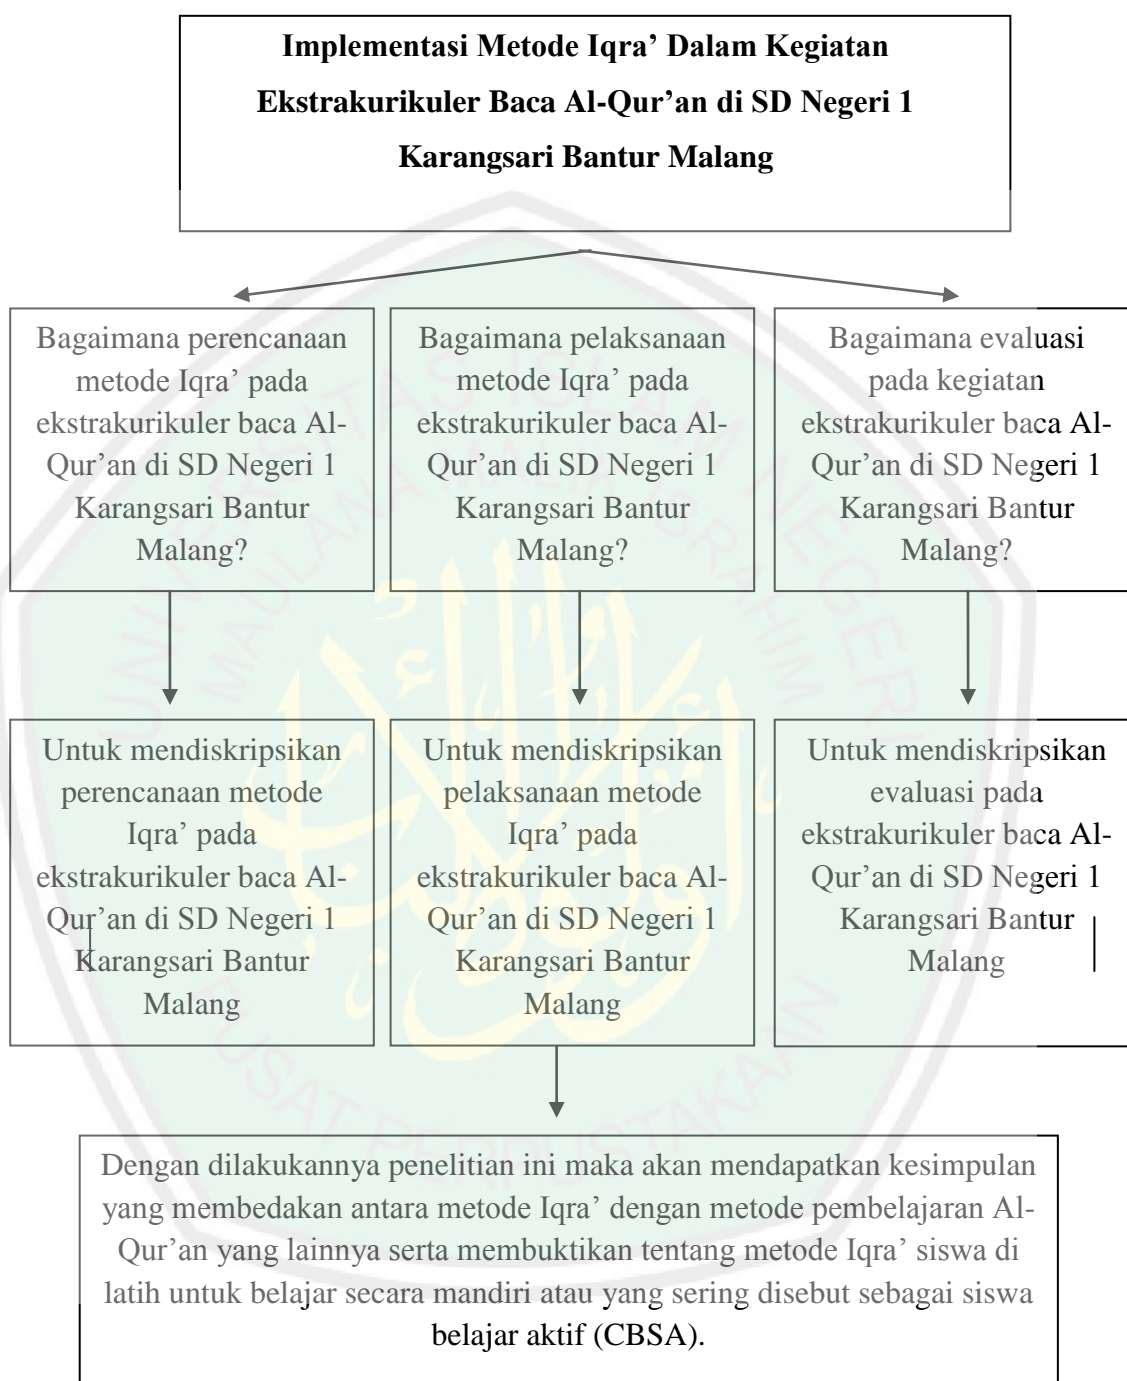 Implementasi Metode Iqra’ Dalam Kegiatan
Ekstrakurikuler Baca Al-Qur’an di SD Negeri 1
Karangsari Bantur Malang
Bagaimana perencanaan
metode Iqra’ pada
ekstrakurikuler baca Al-
Qur’an di SD Negeri 1
Karangsari Bantur
Malang?
Bagaimana pelaksanaan
metode Iqra’ pada
ekstrakurikuler baca Al-
Qur’an di SD Negeri 1
Karangsari Bantur
Malang?
Bagaimana evaluasi
pada kegiatan
ekstrakurikuler baca Al-
Qur’an di SD Negeri 1
Karangsari Bantur
Malang?
Untuk mendiskripsikan
perencanaan metode
Iqra’ pada
ekstrakurikuler baca Al-
Qur’an di SD Negeri 1
Karangsari Bantur
Malang
Untuk mendiskripsikan
pelaksanaan metode
Iqra’ pada
ekstrakurikuler baca Al-
Qur’an di SD Negeri 1
Karangsari Bantur
Malang
Untuk mendiskripsikan
evaluasi pada
ekstrakurikuler baca Al-
Qur’an di SD Negeri 1
Karangsari Bantur
Malang
Dengan dilakukannya penelitian ini maka akan mendapatkan kesimpulan
yang membedakan antara metode Iqra’ dengan metode pembelajaran Al-
Qur’an yang lainnya serta membuktikan tentang metode Iqra’ siswa di
latih untuk belajar secara mandiri atau yang sering disebut sebagai siswa
belajar aktif (CBSA).
UNIVERSITAS ISLAM NEGERI
MAULANA MALIK IBRAHIM
PUSAT PERPUSTAKAAN